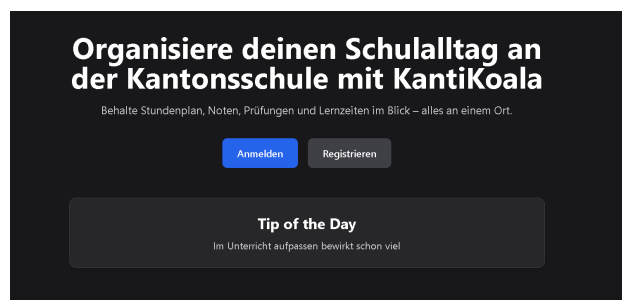 Organisiere deinen Schulalltag an
der Kantonsschule mit KantiKoala
Behalte Stundenplan, Noten, Prüfungen und Lernzeiten im Blick – alles an einem Ort.
Anmelden
Registrieren
Tip of the Day
Im Unterricht aufpassen bewirkt schon viel